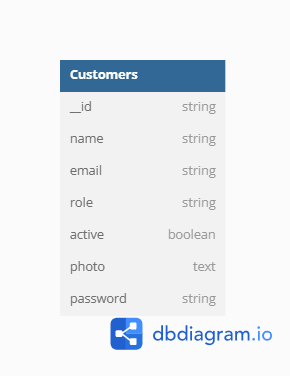 Customers
__id string
name string
email string
role string
active boolean
photo text
password string
dbdiagram.io